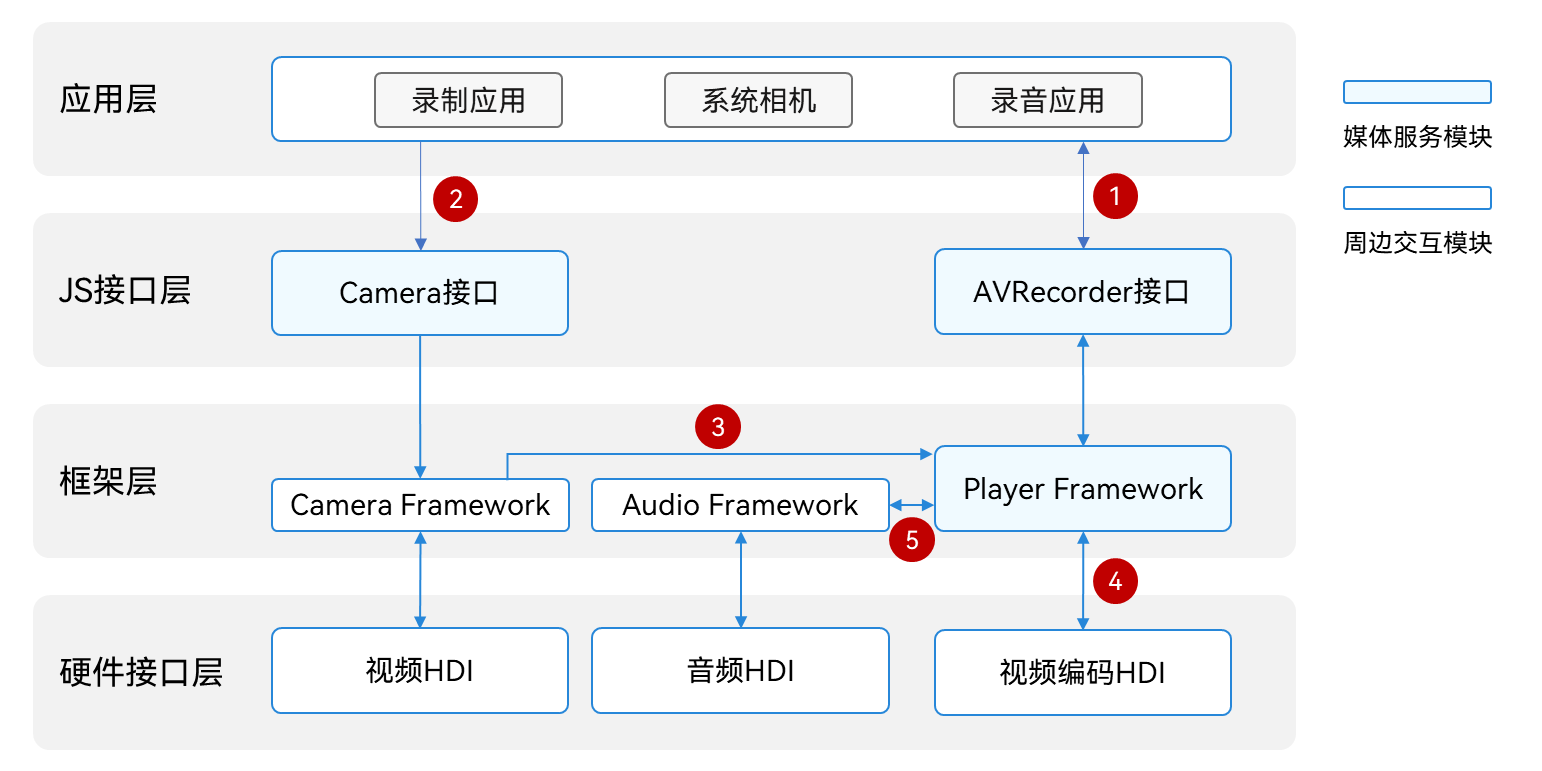 应用层
录制应用
系统相机
录音应用
媒体服务模块
周边交互模块
2
1
JS接口层
Camera接口
AVRecorder接口
3
框架层
Camera Framework
Audio Framework
Player Framework
5
4
硬件接口层
视频HDI
音频HDI
视频编码HDI